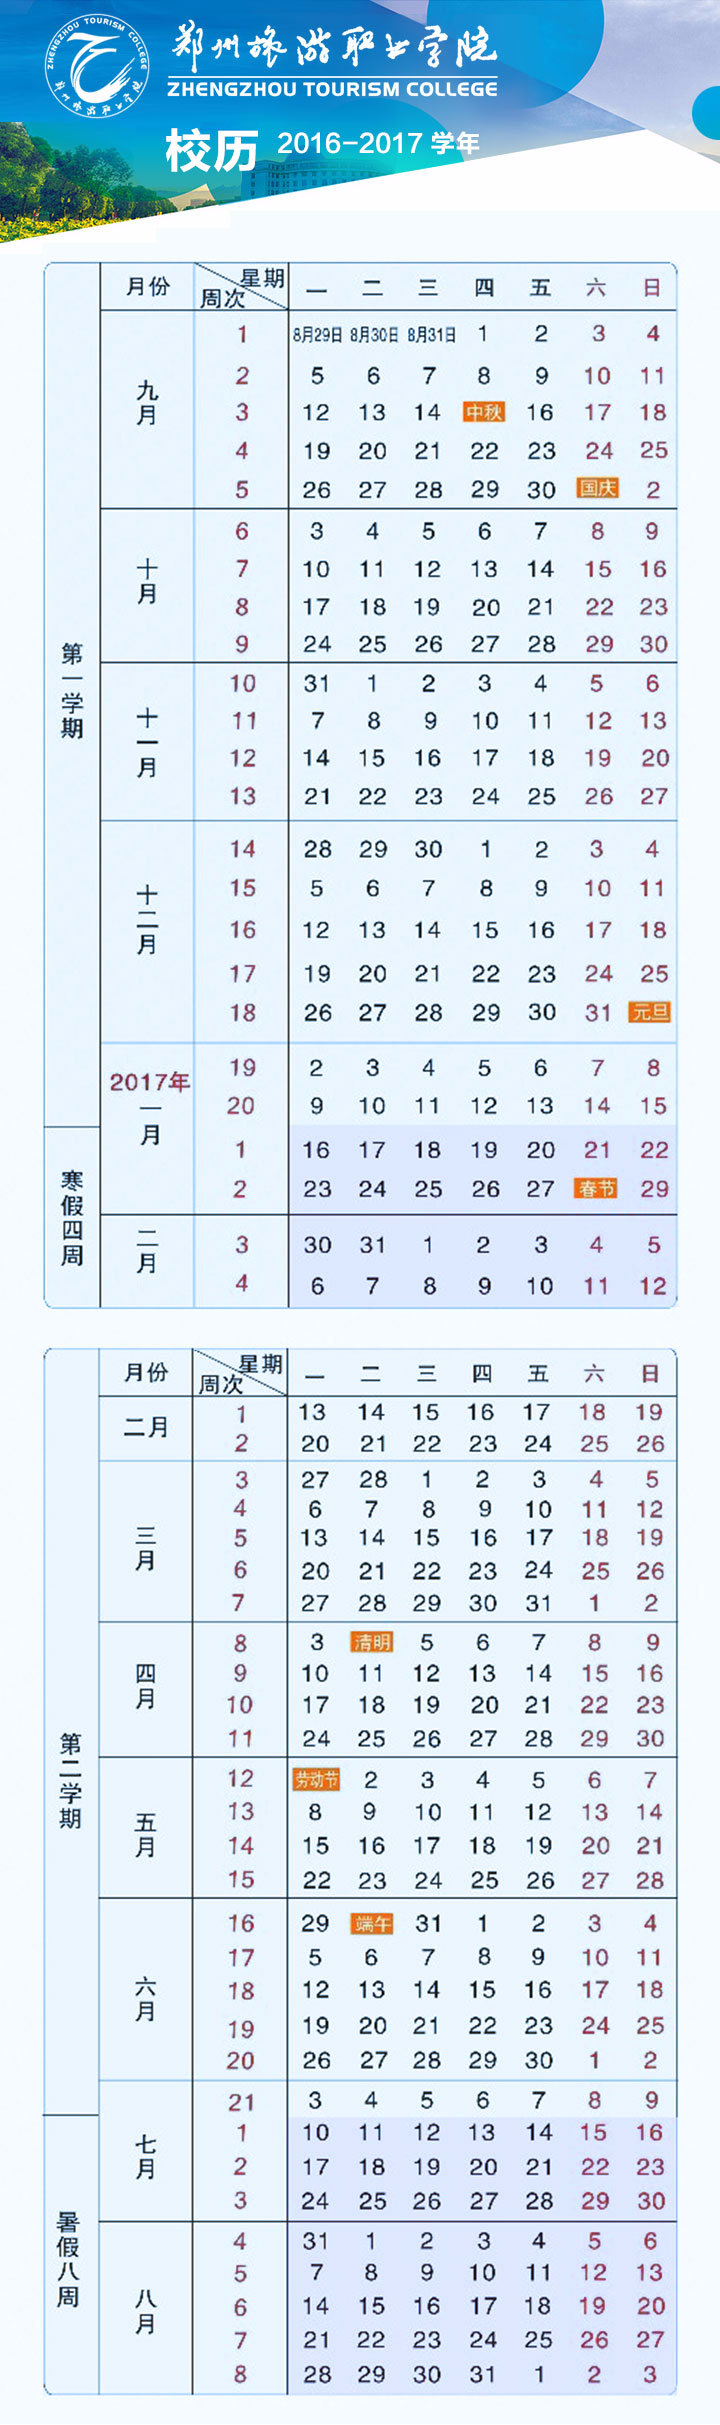 ZHENGZHOU TOURISM COLLEGE
郑州旅游职业学院
郑州旅游职业学院
ZHENGZHOU TOURISM COLLEGE
校历 2016-2017 学年
月份 星期 周次 一 二 三 四 五 六 日
第一学期
九月
1 8月29日 8月30日 8月31日 1 2 3 4
2 5 6 7 8 9 10 11
3 12 13 14 中秋 16 17 18
4 19 20 21 22 23 24 25
5 26 27 28 29 30 国庆 2
十月
6 3 4 5 6 7 8 9
7 10 11 12 13 14 15 16
8 17 18 19 20 21 22 23
9 24 25 26 27 28 29 30
十一月
10 31 1 2 3 4 5 6
11 7 8 9 10 11 12 13
12 14 15 16 17 18 19 20
13 21 22 23 24 25 26 27
十二月
14 28 29 30 1 2 3 4
15 5 6 7 8 9 10 11
16 12 13 14 15 16 17 18
17 19 20 21 22 23 24 25
18 26 27 28 29 30 31 元旦
2017年一月
19 2 3 4 5 6 7 8
20 9 10 11 12 13 14 15
寒假四周
1 16 17 18 19 20 21 22
2 23 24 25 26 27 春节 29
二月
3 30 31 1 2 3 4 5
4 6 7 8 9 10 11 12
月份 星期 周次 一 二 三 四 五 六 日
第二学期
二月
1 13 14 15 16 17 18 19
2 20 21 22 23 24 25 26
三月
3 27 28 1 2 3 4 5
4 6 7 8 9 10 11 12
5 13 14 15 16 17 18 19
6 20 21 22 23 24 25 26
7 27 28 29 30 31 1 2
四月
8 3 清明 5 6 7 8 9
9 10 11 12 13 14 15 16
10 17 18 19 20 21 22 23
11 24 25 26 27 28 29 30
五月
12 劳动节 2 3 4 5 6 7
13 8 9 10 11 12 13 14
14 15 16 17 18 19 20 21
15 22 23 24 25 26 27 28
六月
16 29 端午 31 1 2 3 4
17 5 6 7 8 9 10 11
18 12 13 14 15 16 17 18
19 19 20 21 22 23 24 25
20 26 27 28 29 30 1 2
七月
21 3 4 5 6 7 8 9
暑假八周
1 10 11 12 13 14 15 16
2 17 18 19 20 21 22 23
3 24 25 26 27 28 29 30
八月
4 31 1 2 3 4 5 6
5 7 8 9 10 11 12 13
6 14 15 16 17 18 19 20
7 21 22 23 24 25 26 27
8 28 29 30 31 1 2 3